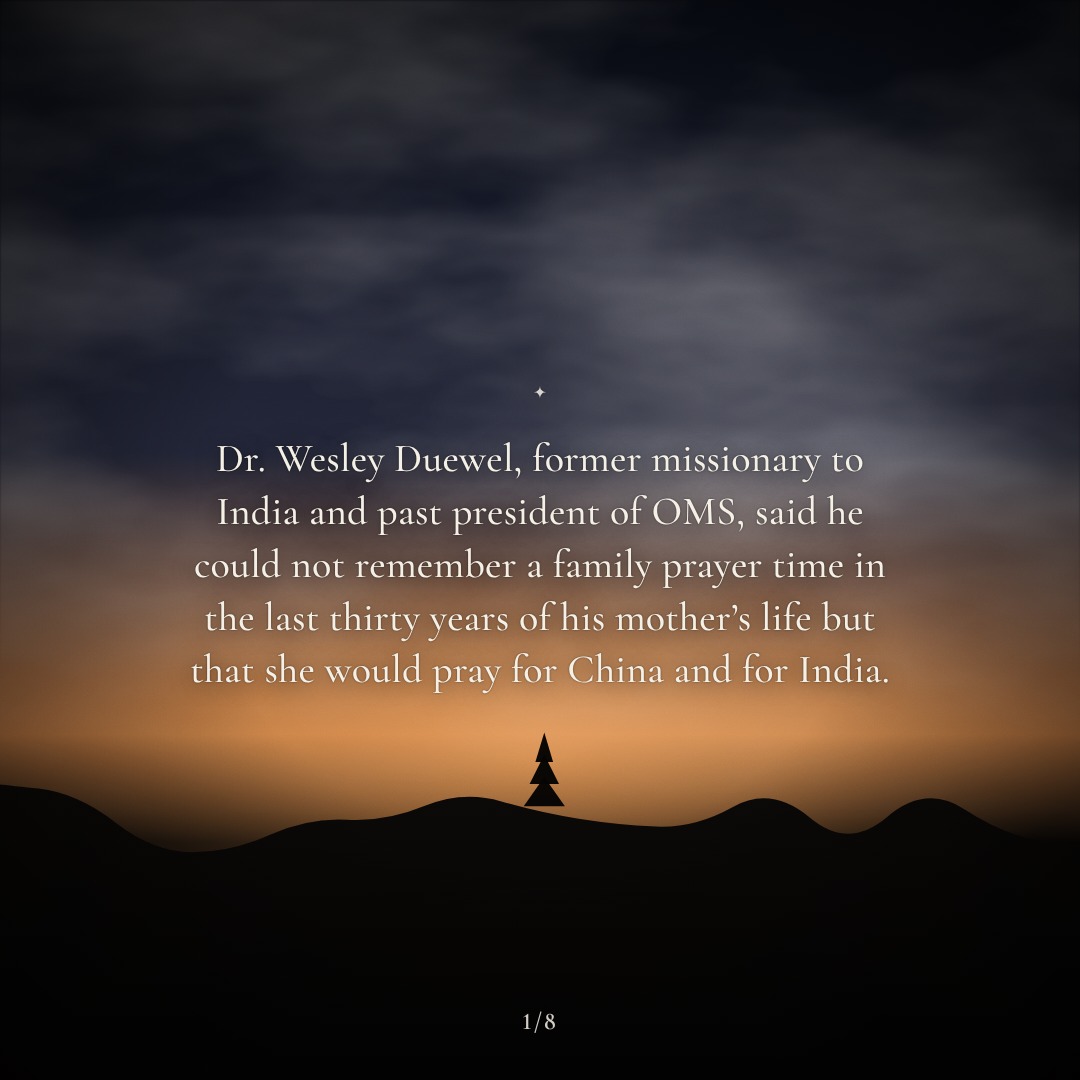 Dr. Wesley Duewel, former missionary to
India and past president of OMS, said he
could not remember a family prayer time in
the last thirty years of his mother’s life but
that she would pray for China and for India.
1/8